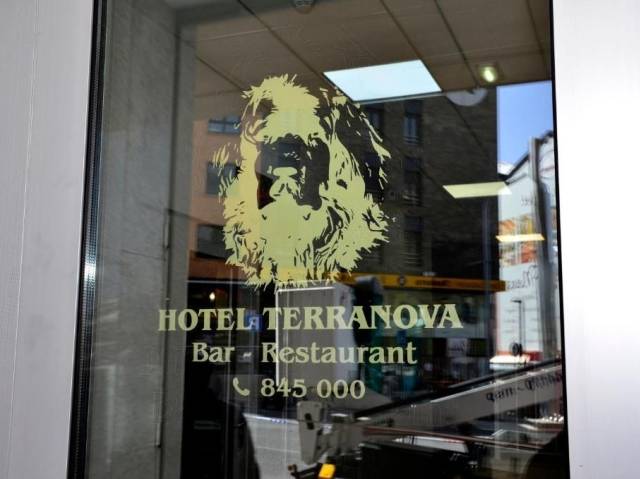 HOTEL TERRANOVA
Bar - Restaurant
845 000